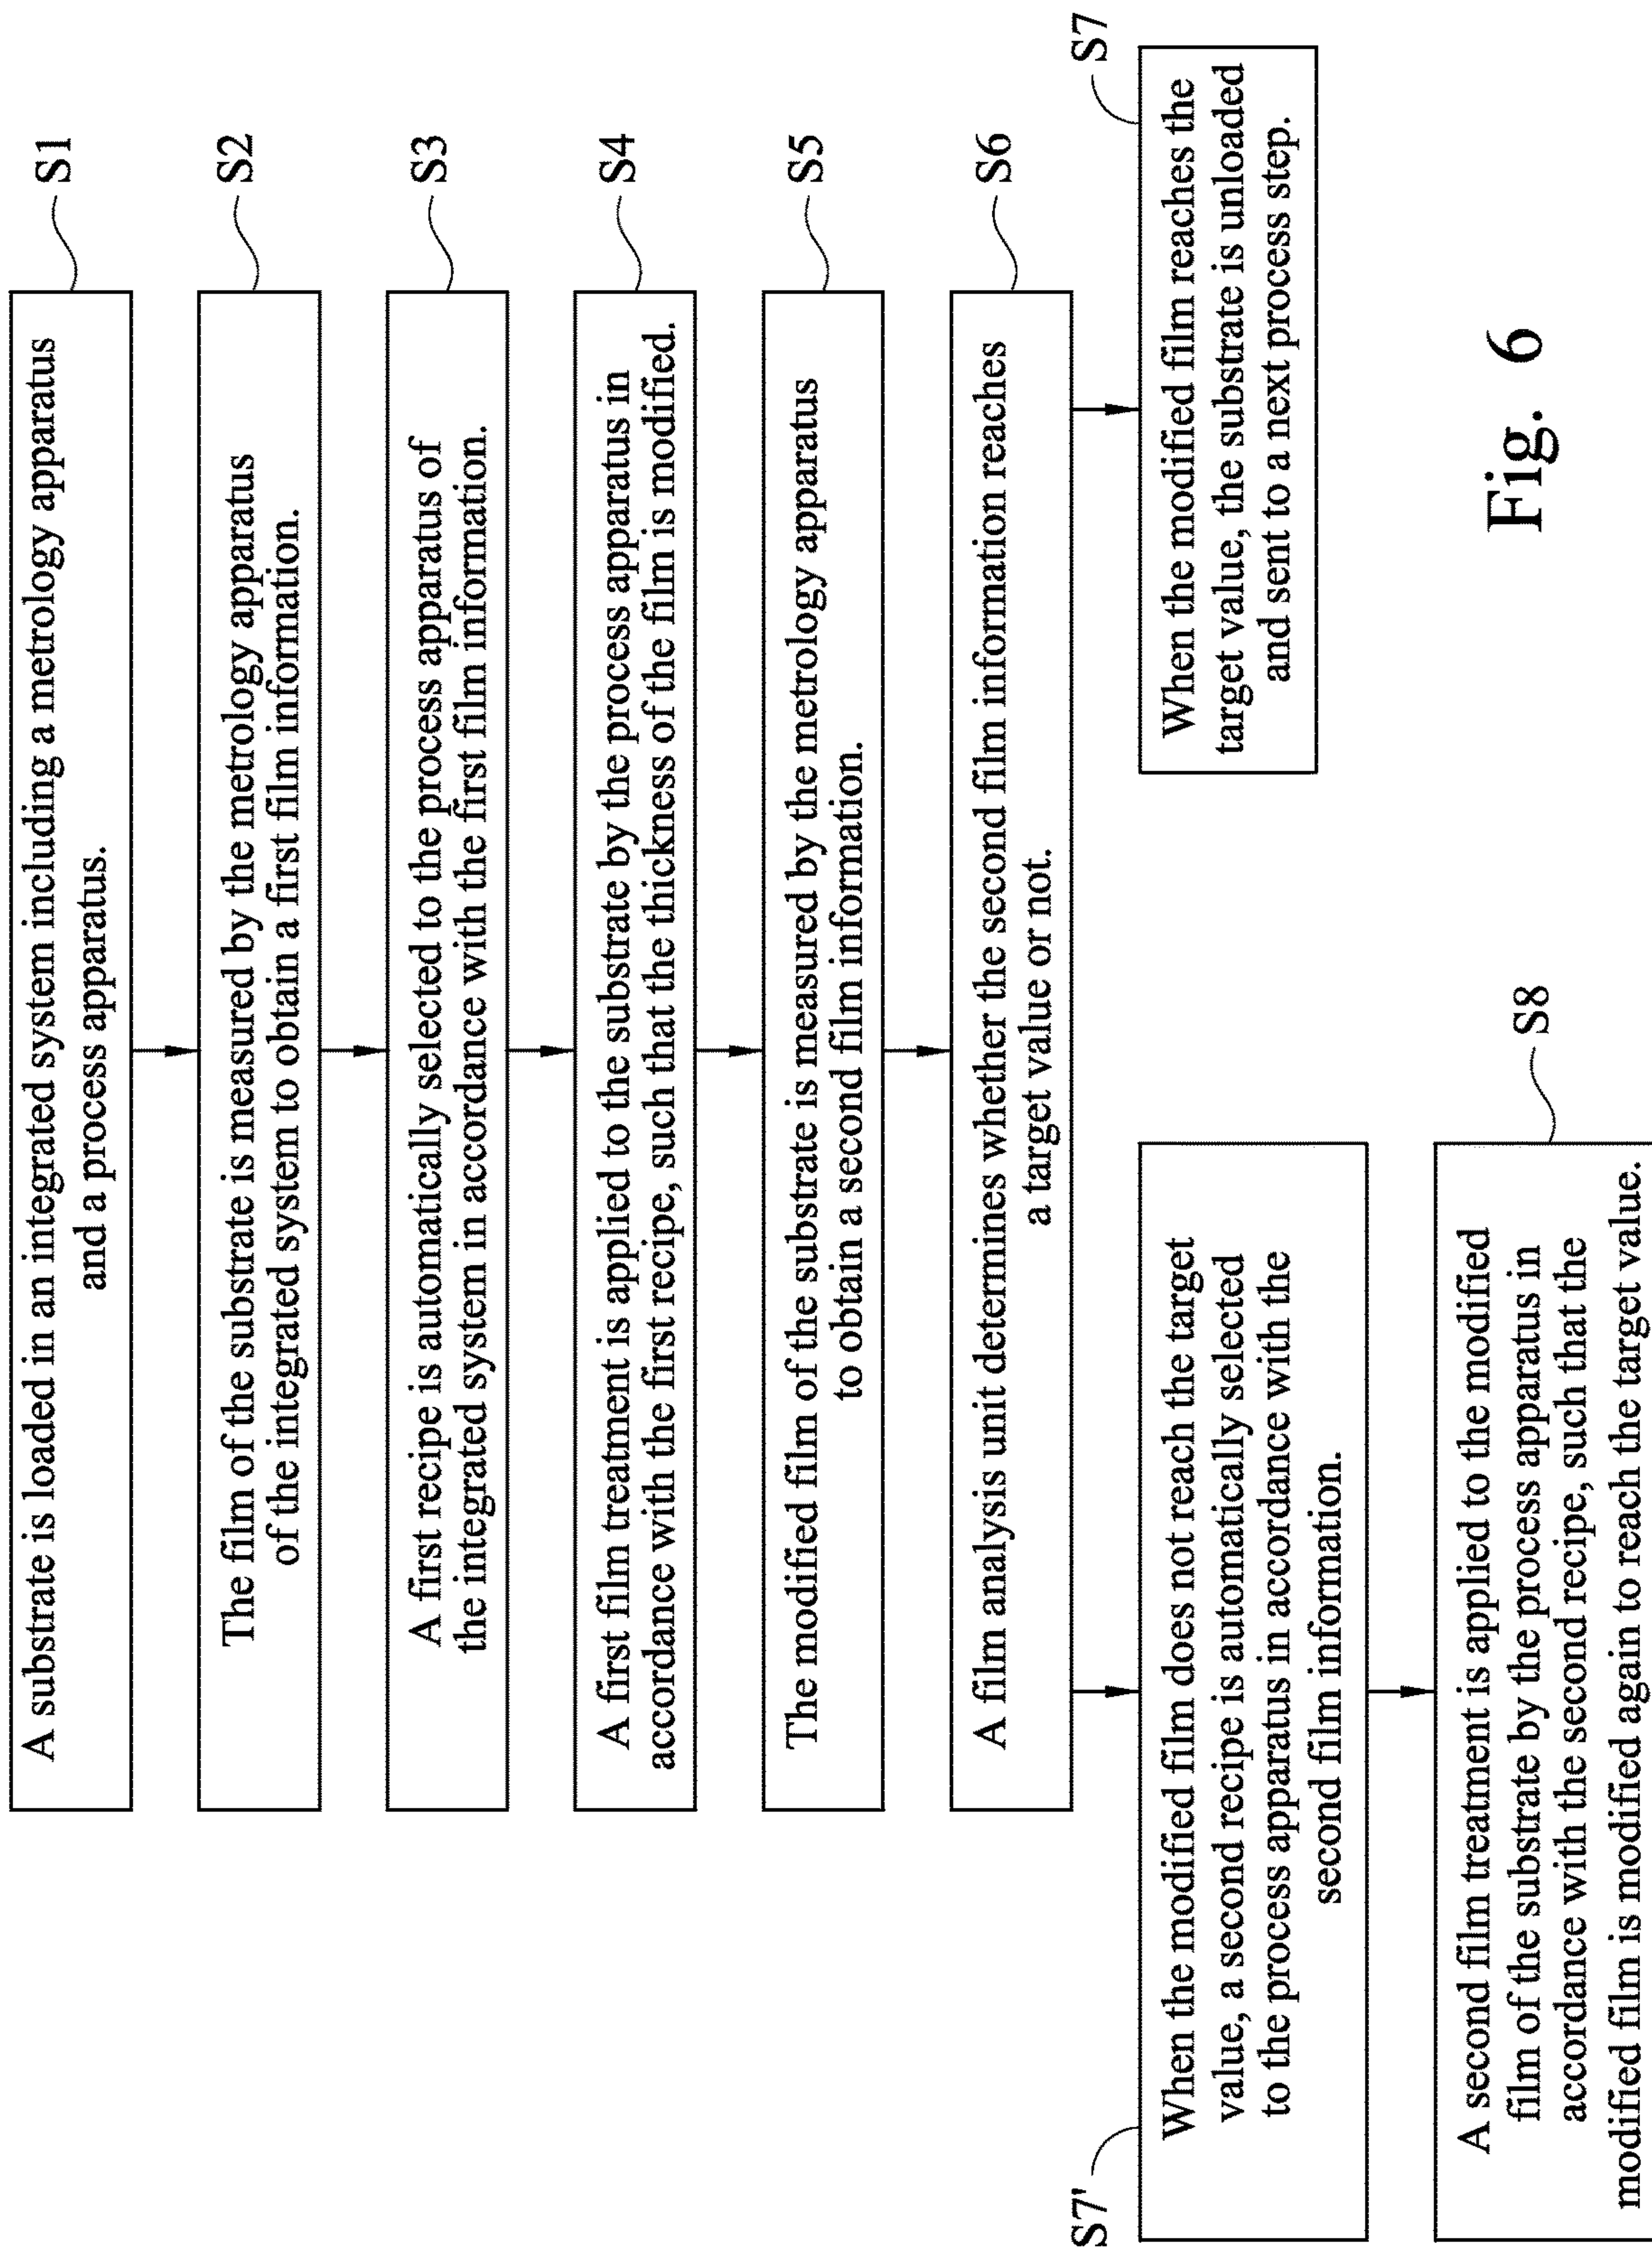 A substrate is loaded in an integrated system including a metrology apparatus
and a process apparatus.
S1
The film of the substrate is measured by the metrology apparatus
of the integrated system to obtain a first film information.
S2
A first recipe is automatically selected to the process apparatus of
the integrated system in accordance with the first film information.
S3
A first film treatment is applied to the substrate by the process apparatus in
accordance with the first recipe, such that the thickness of the film is modified.
S4
The modified film of the substrate is measured by the metrology apparatus
to obtain a second film information.
S5
A film analysis unit determines whether the second film information reaches
a target value or not.
S6
S7'
When the modified film does not reach the target
value, a second recipe is automatically selected
to the process apparatus in accordance with the
second film information.
S7
When the modified film reaches the
target value, the substrate is unloaded
and sent to a next process step.
A second film treatment is applied to the modified
film of the substrate by the process apparatus in
accordance with the second recipe, such that the
modified film is modified again to reach the target value.
S8
Fig. 6